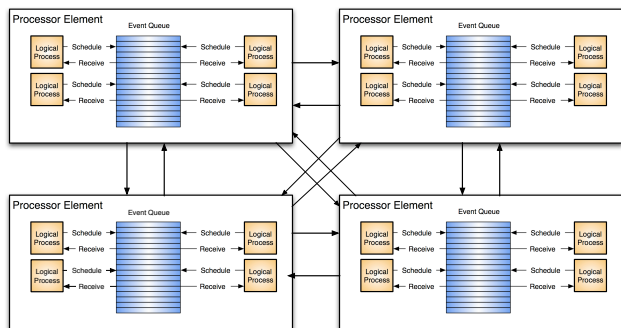 Processor Element
Event Queue
Logical
Process
Schedule
Receive
Schedule
Logical
Process
Receive
Logical
Process
Schedule
Receive
Schedule
Logical
Process
Receive
Processor Element
Event Queue
Logical
Process
Schedule
Receive
Schedule
Logical
Process
Receive
Logical
Process
Schedule
Receive
Schedule
Logical
Process
Receive
Processor Element
Event Queue
Logical
Process
Schedule
Receive
Schedule
Logical
Process
Receive
Logical
Process
Schedule
Receive
Schedule
Logical
Process
Receive
Processor Element
Event Queue
Logical
Process
Schedule
Receive
Schedule
Logical
Process
Receive
Logical
Process
Schedule
Receive
Schedule
Logical
Process
Receive